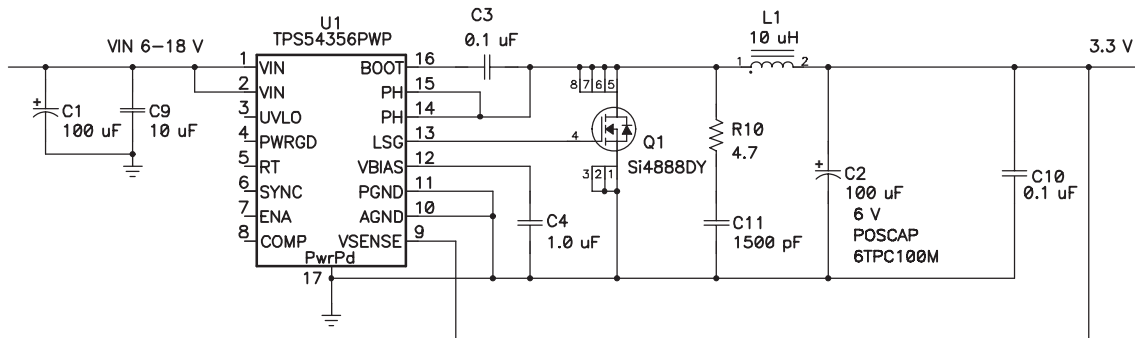 VIN 6-18 V
+
C1
100 uF
C9
10 uF
U1
TPS54356PWP
1 VIN
2 VIN
3 UVLO
4 PWRGD
5 RT
6 SYNC
7 ENA
8 COMP
BOOT 16
PH 15
PH 14
LSG 13
VBIAS 12
PGND 11
AGND 10
VSENSE 9
PwrPd
17
C3
0.1 uF
C4
1.0 uF
8 7 6 5
4
3 2 1
Q1
Si4888DY
R10
4.7
C11
1500 pF
L1
10 uH
1 2
+
C2
100 uF
6 V
POSCAP
6TPC100M
C10
0.1 uF
3.3 V